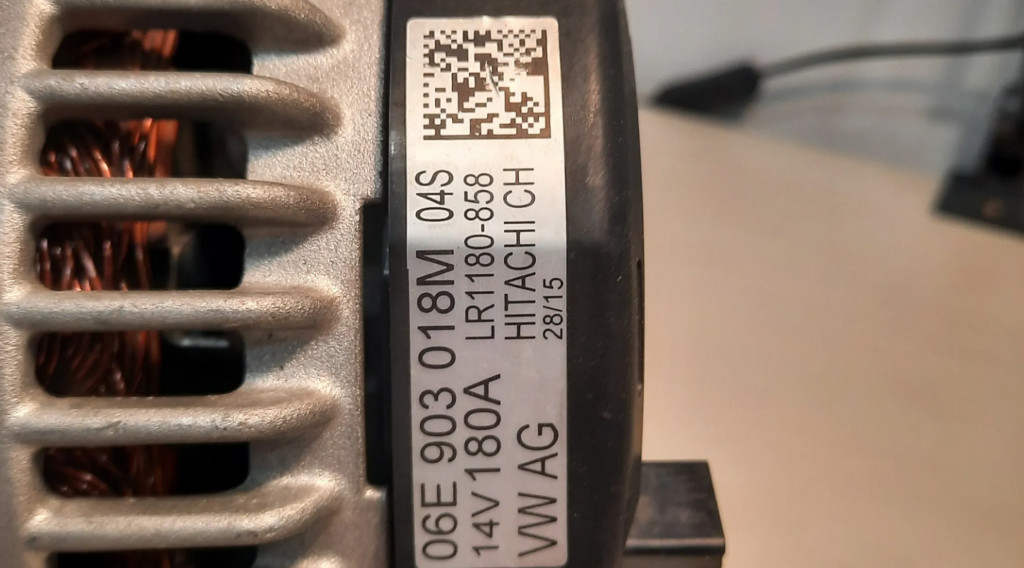 06E 903 018M 04S
14V180A LR1180-858
VW AG HITACHI CH
28/15